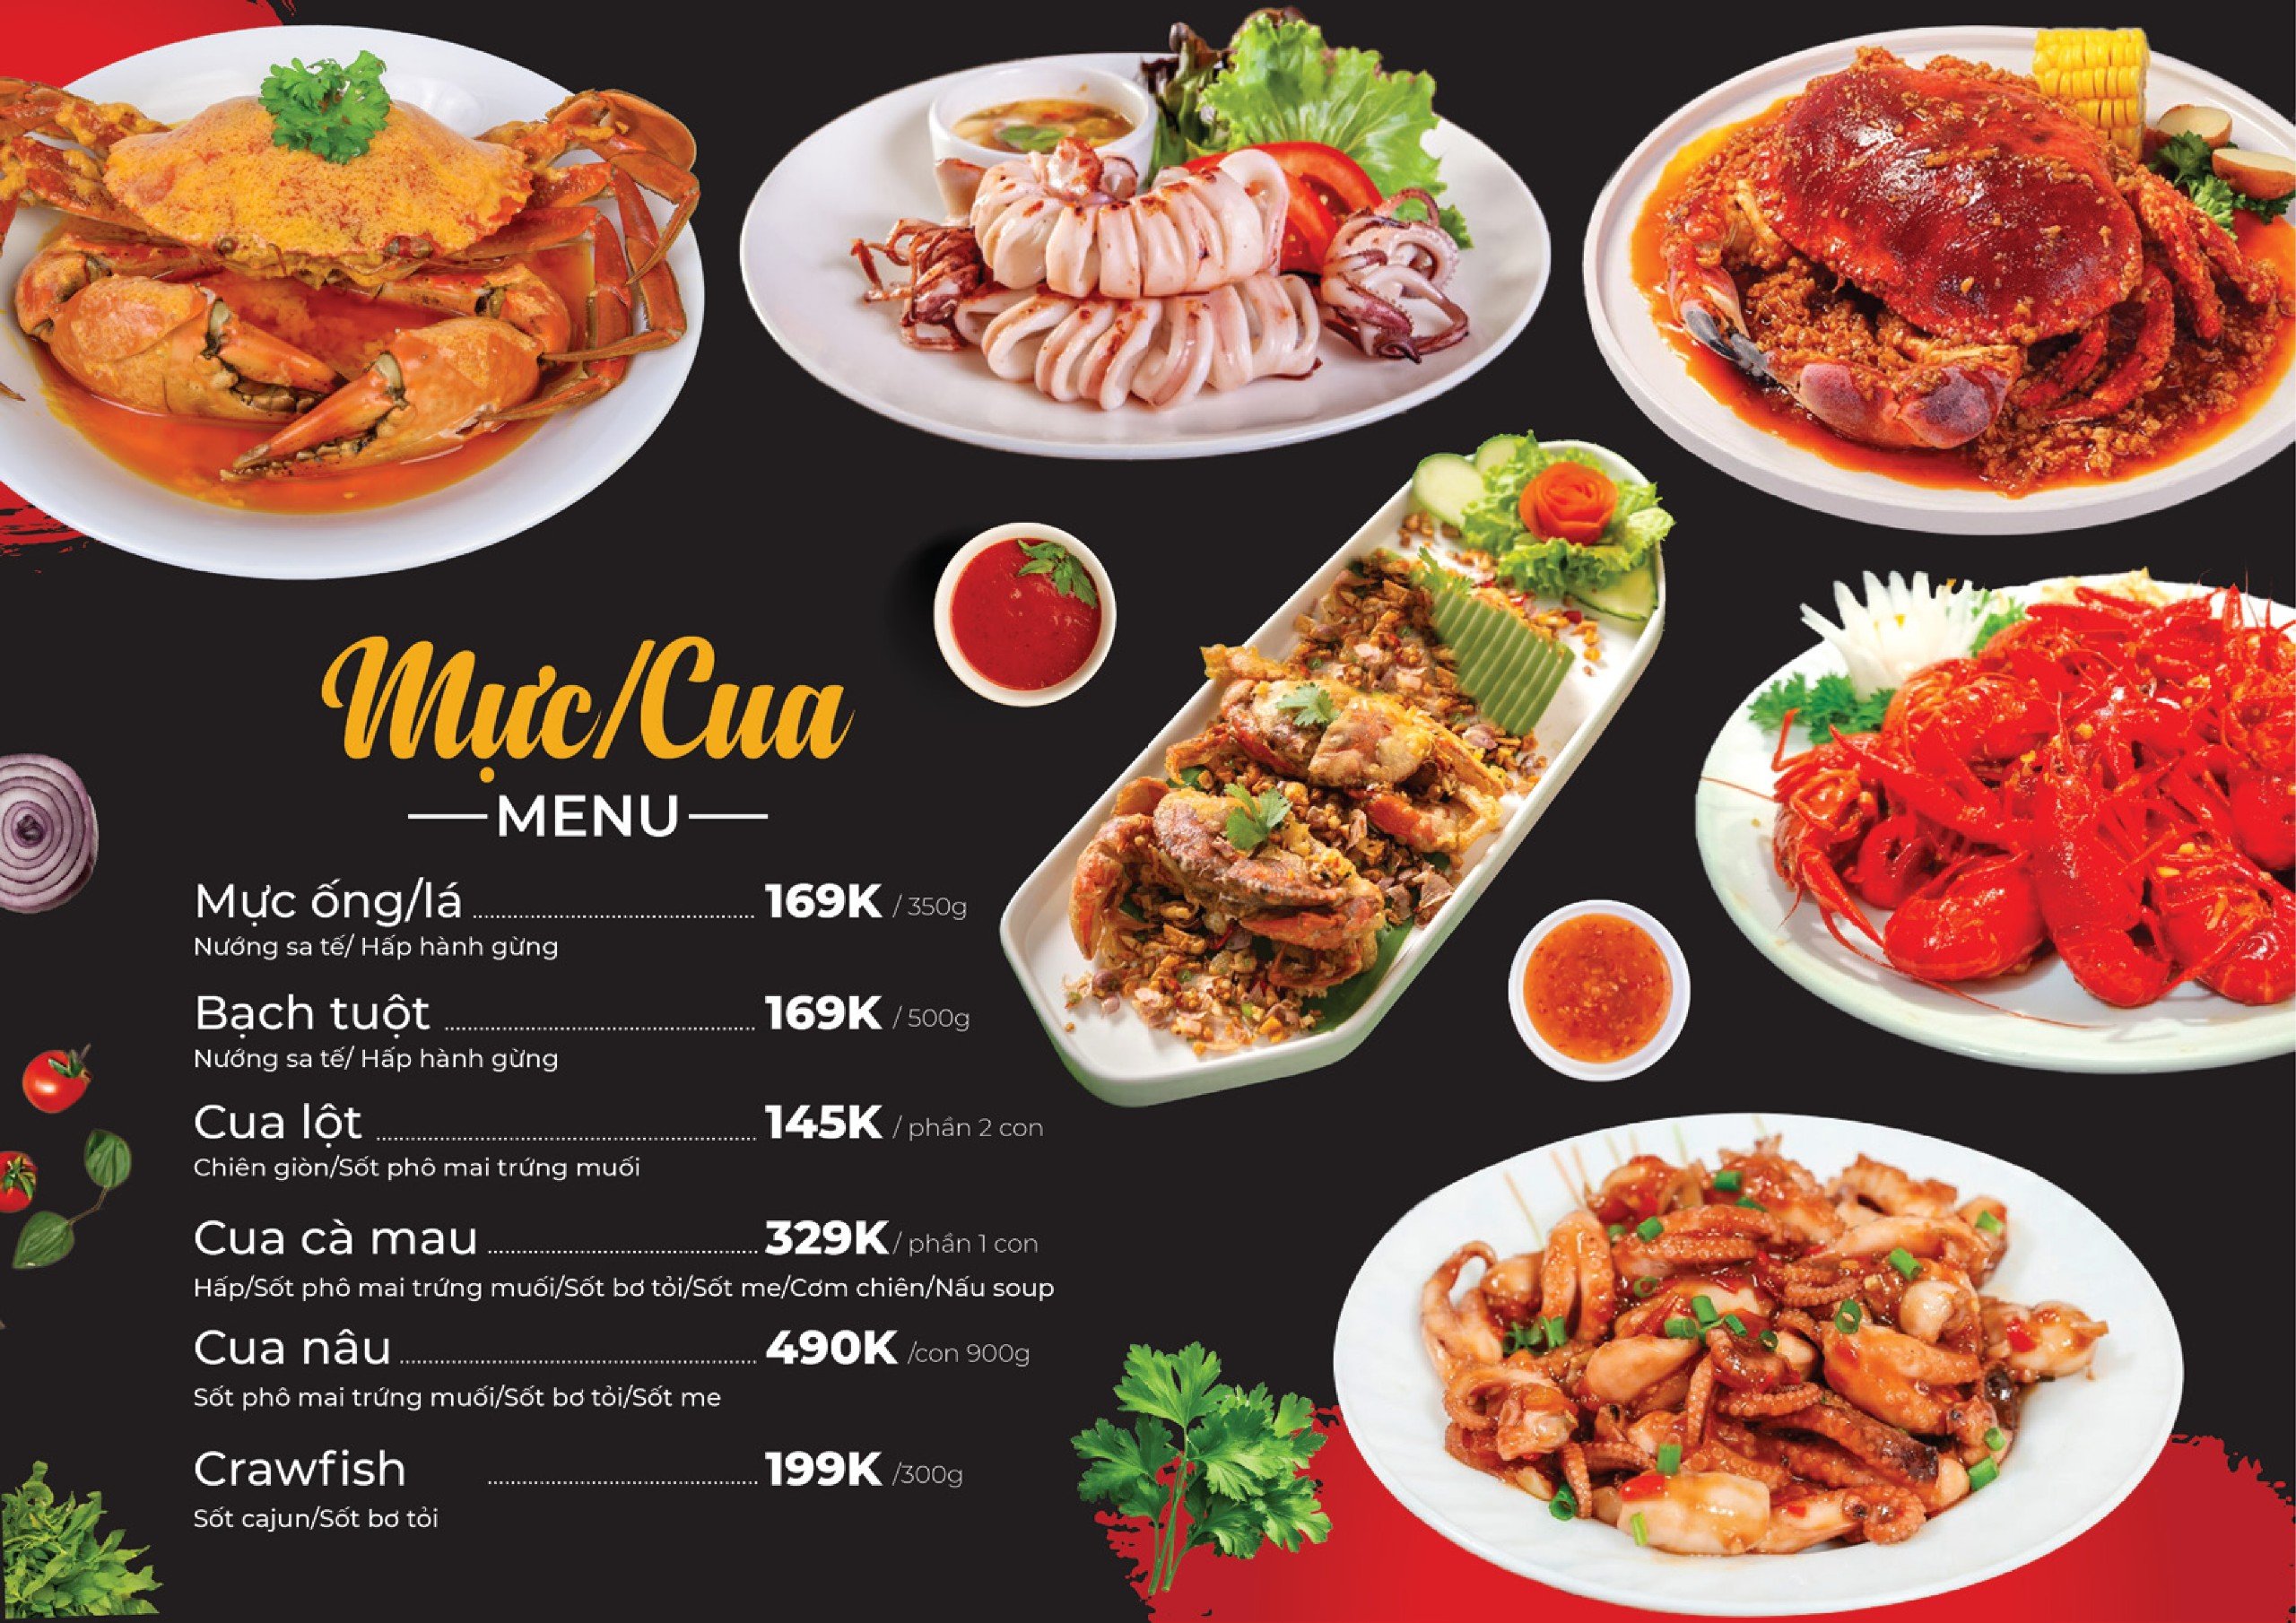 Mực/Cua
MENU
Mực ống/lá 169K / 350g
Nướng sa tế/ Hấp hành gừng
Bạch tuột 169K / 500g
Nướng sa tế/ Hấp hành gừng
Cua lột 145K / phần 2 con
Chiên giòn/Sốt phô mai trứng muối
Cua cà mau 329K / phần 1 con
Hấp/Sốt phô mai trứng muối/Sốt bơ tỏi/Sốt me/Cơm chiên/Nấu soup
Cua nâu 490K /con 900g
Sốt phô mai trứng muối/Sốt bơ tỏi/Sốt me
Crawfish 199K /300g
Sốt cajun/Sốt bơ tỏi